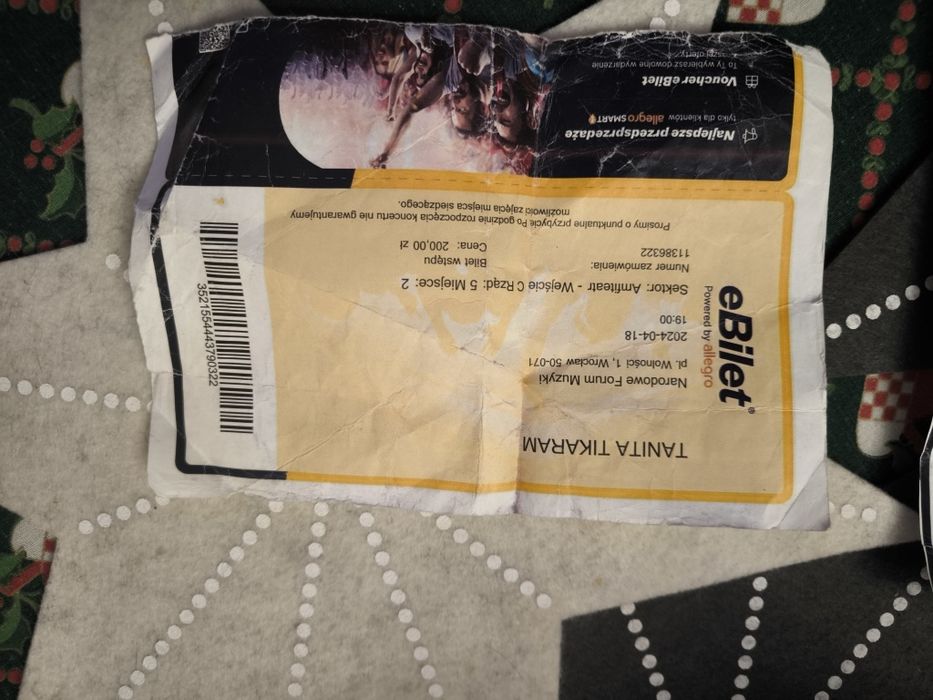 TANITA TIKARAM
Narodowe Forum Muzyki
pl. Wolności 1, Wrocław 50-071
2024-04-18
19:00
Sektor: Amfiteatr - Wejście C Rząd: 5 Miejsce: 2
Numer zamówienia:
11386322
Bilet wstępu
Cena: 200,00 zł
Prosimy o punktualne przybycie Po godzinie rozpoczęcia koncertu nie gwarantujemy
możliwości zajęcia miejsca siedzącego.
eBilet®
Powered by allegro
3521554443790322
Najlepsze przedsprzedaże
tylko dla klientów allegro SMART!
Voucher eBilet
To Ty wybierasz dowolne wydarzenie
z naszej oferty